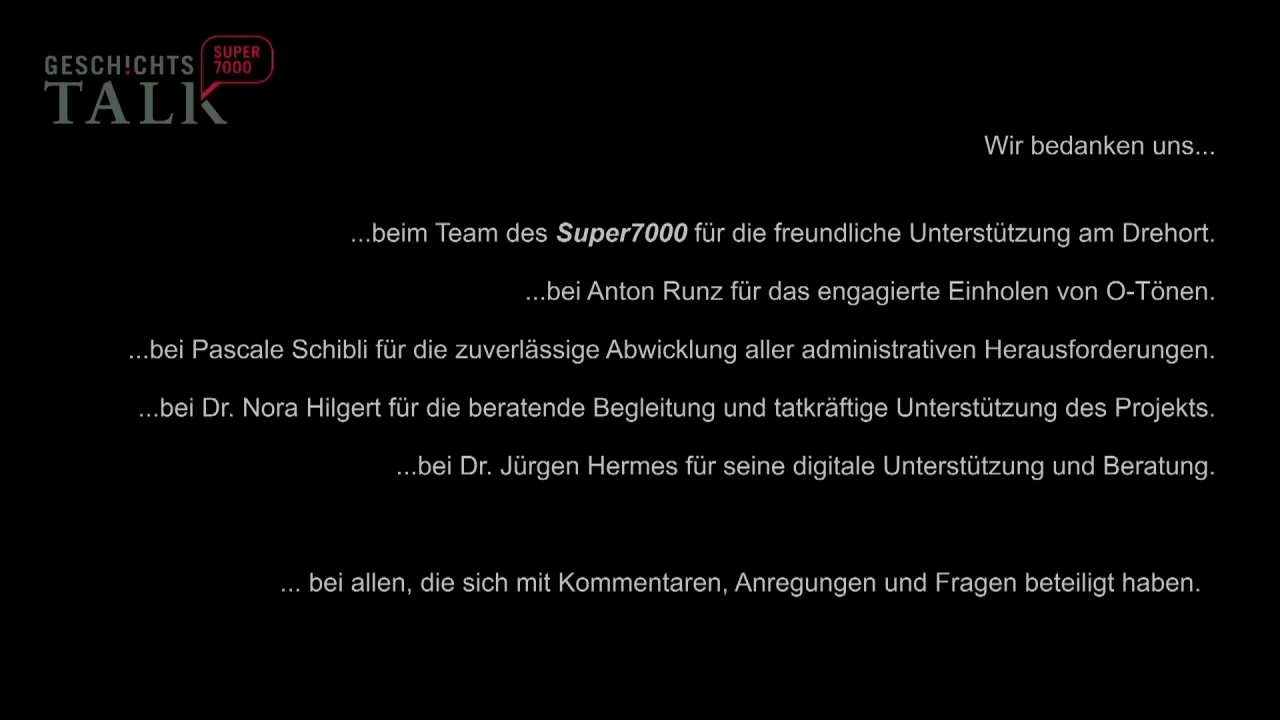 GESCH!CHTS
TALK
SUPER
7000
Wir bedanken uns...
...beim Team des Super7000 für die freundliche Unterstützung am Drehort.
...bei Anton Runz für das engagierte Einholen von O-Tönen.
...bei Pascale Schibli für die zuverlässige Abwicklung aller administrativen Herausforderungen.
...bei Dr. Nora Hilgert für die beratende Begleitung und tatkräftige Unterstützung des Projekts.
...bei Dr. Jürgen Hermes für seine digitale Unterstützung und Beratung.
... bei allen, die sich mit Kommentaren, Anregungen und Fragen beteiligt haben.